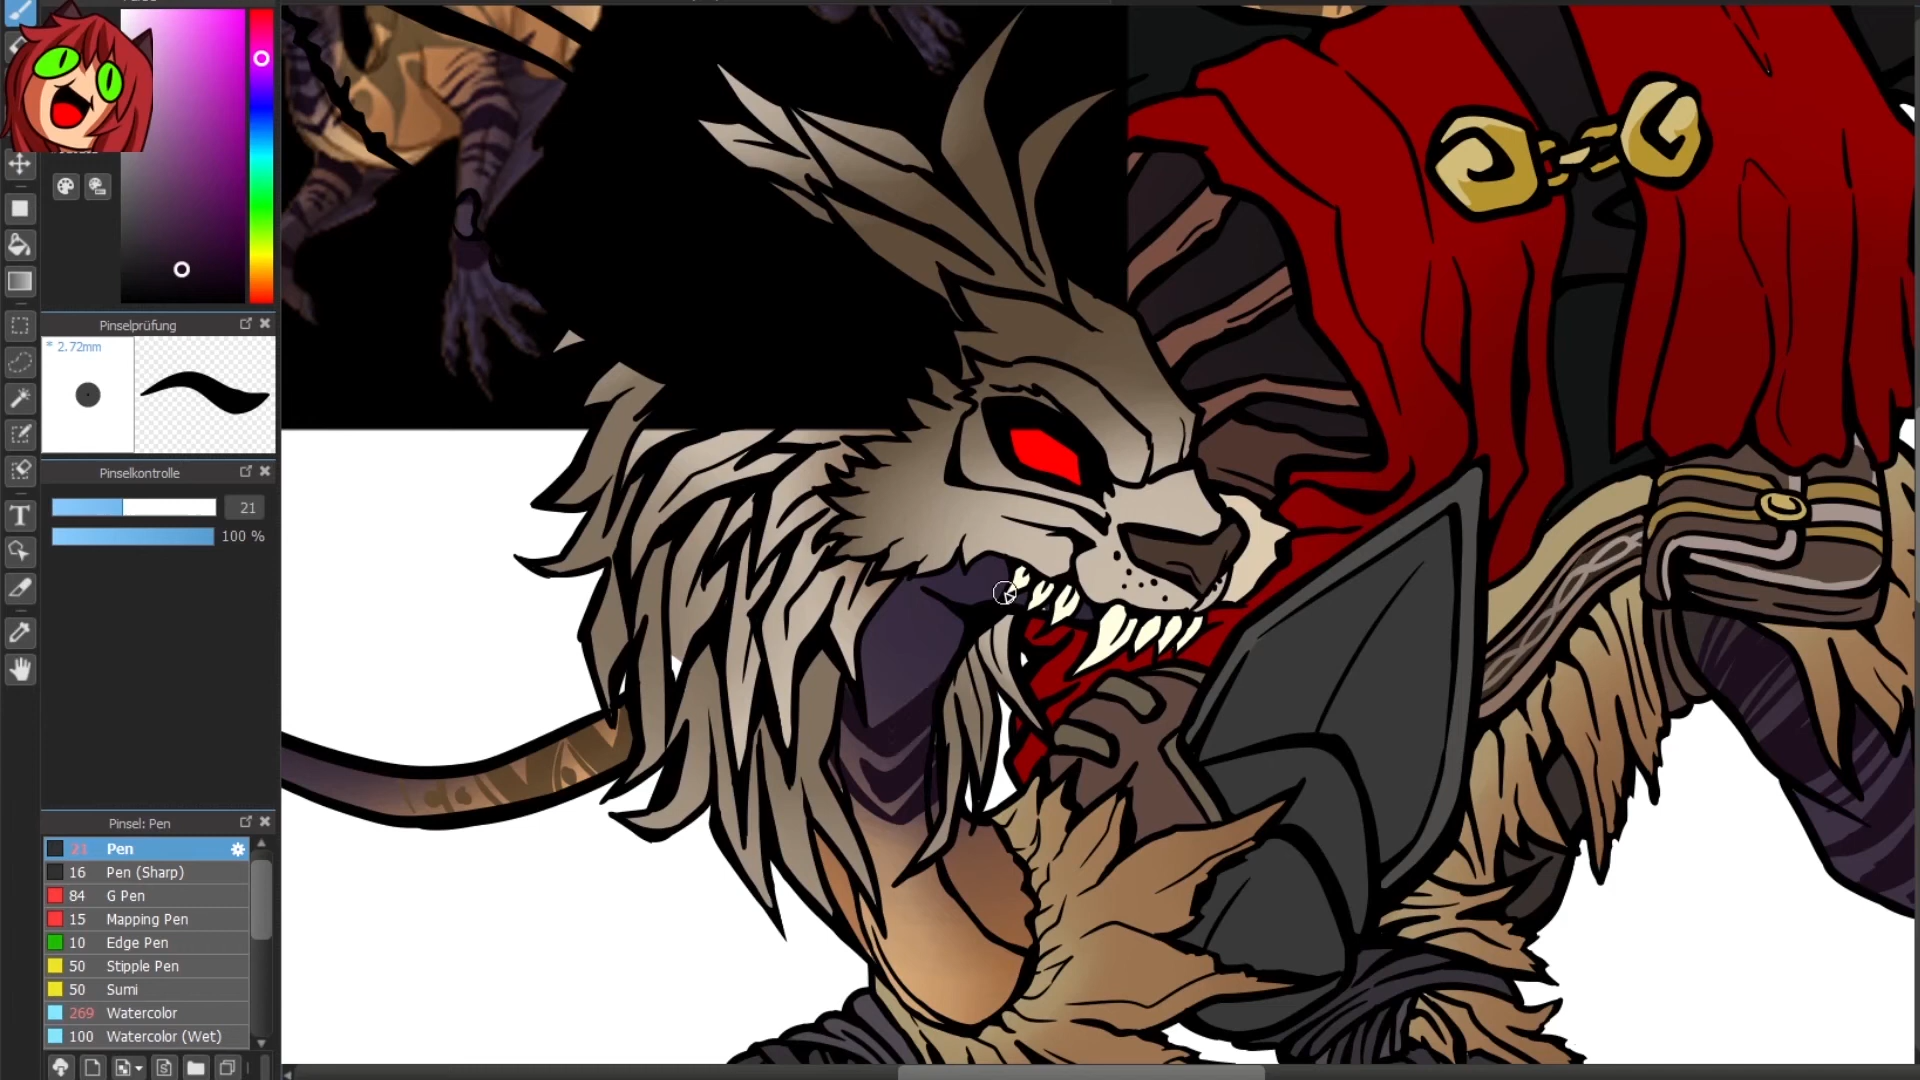 Pinselprüfung
* 2.72mm
Pinselkontrolle
21
100 %
T
Pinsel: Pen
21 Pen
16 Pen (Sharp)
84 G Pen
15 Mapping Pen
10 Edge Pen
50 Stipple Pen
50 Sumi
269 Watercolor
100 Watercolor (Wet)
S